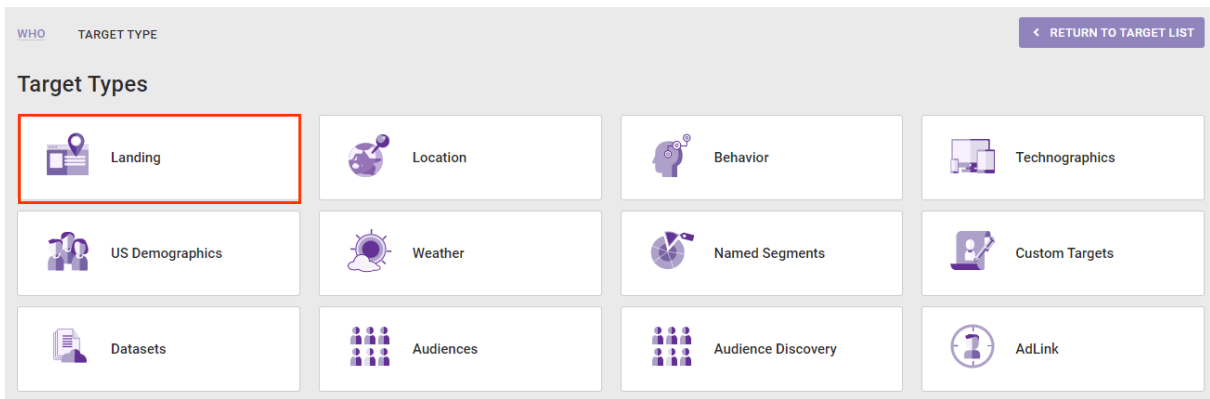 WHO TARGET TYPE < RETURN TO TARGET LIST
Target Types
Landing Location Behavior Technographics
US Demographics Weather Named Segments Custom Targets
Datasets Audiences Audience Discovery AdLink